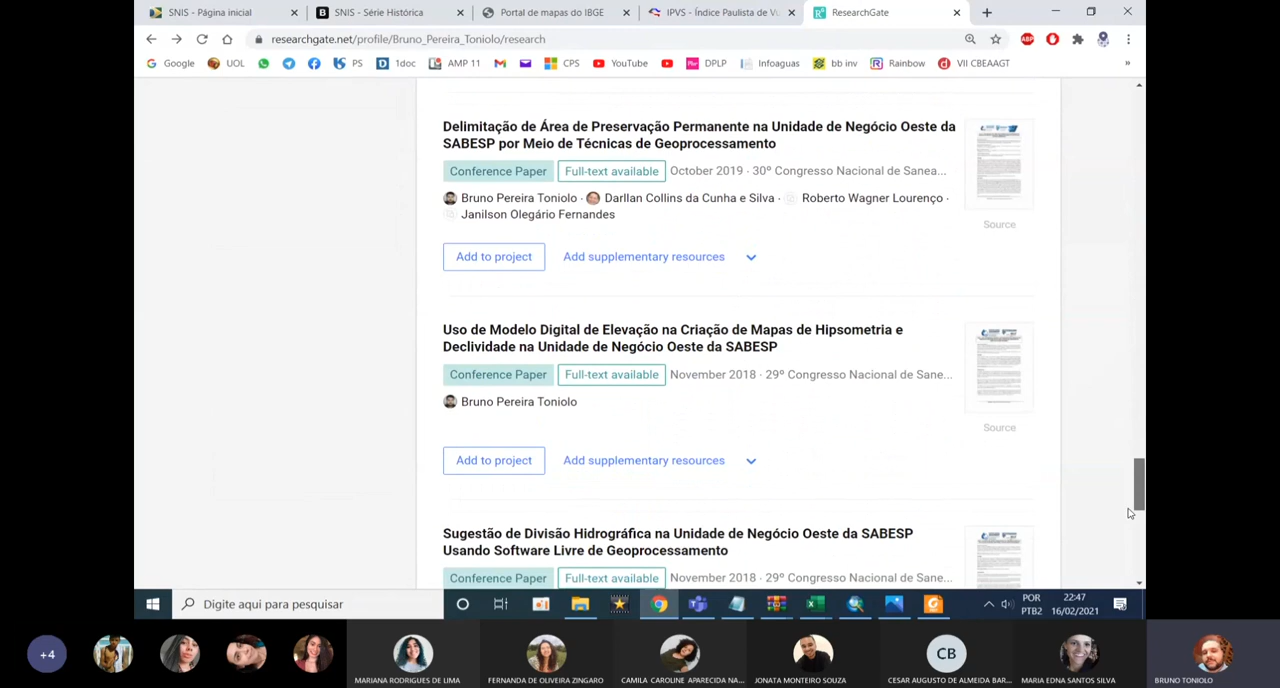 SNIS - Página inicial
SNIS - Série Histórica
Portal de mapas do IBGE
IPVS - Índice Paulista de Vu
ResearchGate
researchgate.net/profile/Bruno_Pereira_Toniolo/research
Google UOL PS 1doc AMP 11 CPS YouTube DPLP Infoaguas bb inv Rainbow VII CBEAAGT »
Delimitação de Área de Preservação Permanente na Unidade de Negócio Oeste da
SABESP por Meio de Técnicas de Geoprocessamento
Conference Paper Full-text available October 2019 · 30º Congresso Nacional de Sanea...
Bruno Pereira Toniolo · Darllan Collins da Cunha e Silva · Roberto Wagner Lourenço ·
Janilson Olegário Fernandes
Source
Add to project Add supplementary resources
Uso de Modelo Digital de Elevação na Criação de Mapas de Hipsometria e
Declividade na Unidade de Negócio Oeste da SABESP
Conference Paper Full-text available November 2018 · 29º Congresso Nacional de Sane...
Bruno Pereira Toniolo
Source
Add to project Add supplementary resources
Sugestão de Divisão Hidrográfica na Unidade de Negócio Oeste da SABESP
Usando Software Livre de Geoprocessamento
Conference Paper Full-text available November 2018 · 29º Congresso Nacional de Sane...
Digite aqui para pesquisar
POR 22:47
PTB2 16/02/2021
+4
CB
MARIANA RODRIGUES DE LIMA
FERNANDA DE OLIVEIRA ZINGARO
CAMILA CAROLINE APARECIDA NA...
JONATA MONTEIRO SOUZA
CESAR AUGUSTO DE ALMEIDA BAR...
MARIA EDNA SANTOS SILVA
BRUNO TONIOLO